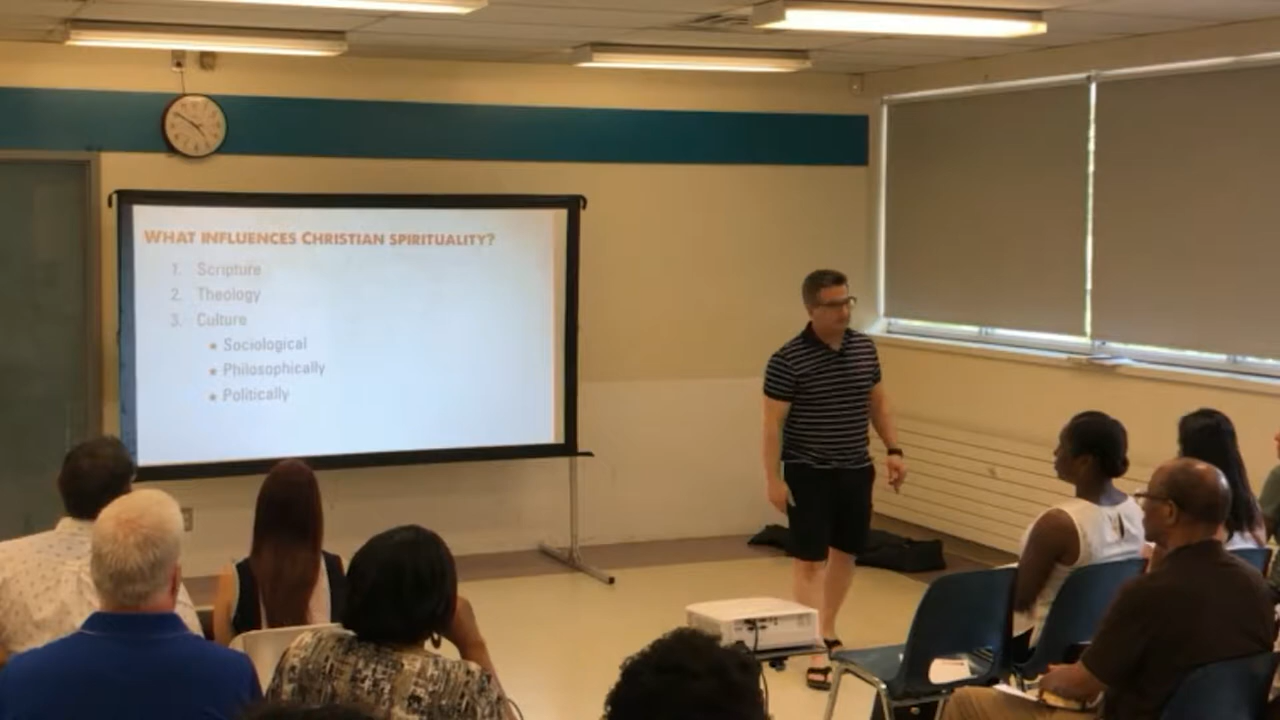 WHAT INFLUENCES CHRISTIAN SPIRITUALITY?
1. Scripture
2. Theology
3. Culture
• Sociological
• Philosophically
• Politically